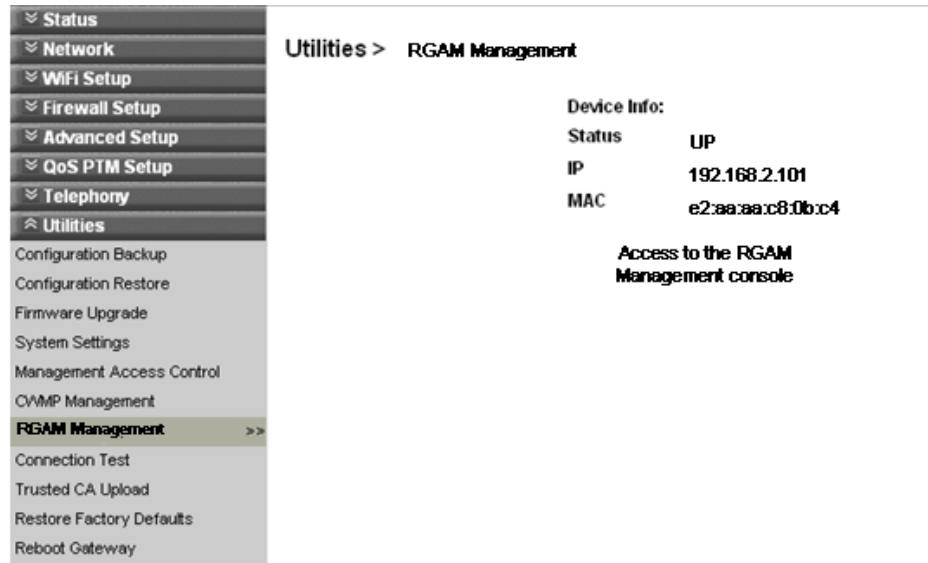 Status
Network
WiFi Setup
Firewall Setup
Advanced Setup
QoS PTM Setup
Telephony
Utilities
Configuration Backup
Configuration Restore
Firmware Upgrade
System Settings
Management Access Control
CWMP Management
RGAM Management >>
Connection Test
Trusted CA Upload
Restore Factory Defaults
Reboot Gateway
Utilities > RGAM Management
Device Info:
Status UP
IP 192.168.2.101
MAC e2:aa:aa:c8:0b:c4
Access to the RGAM
Management console